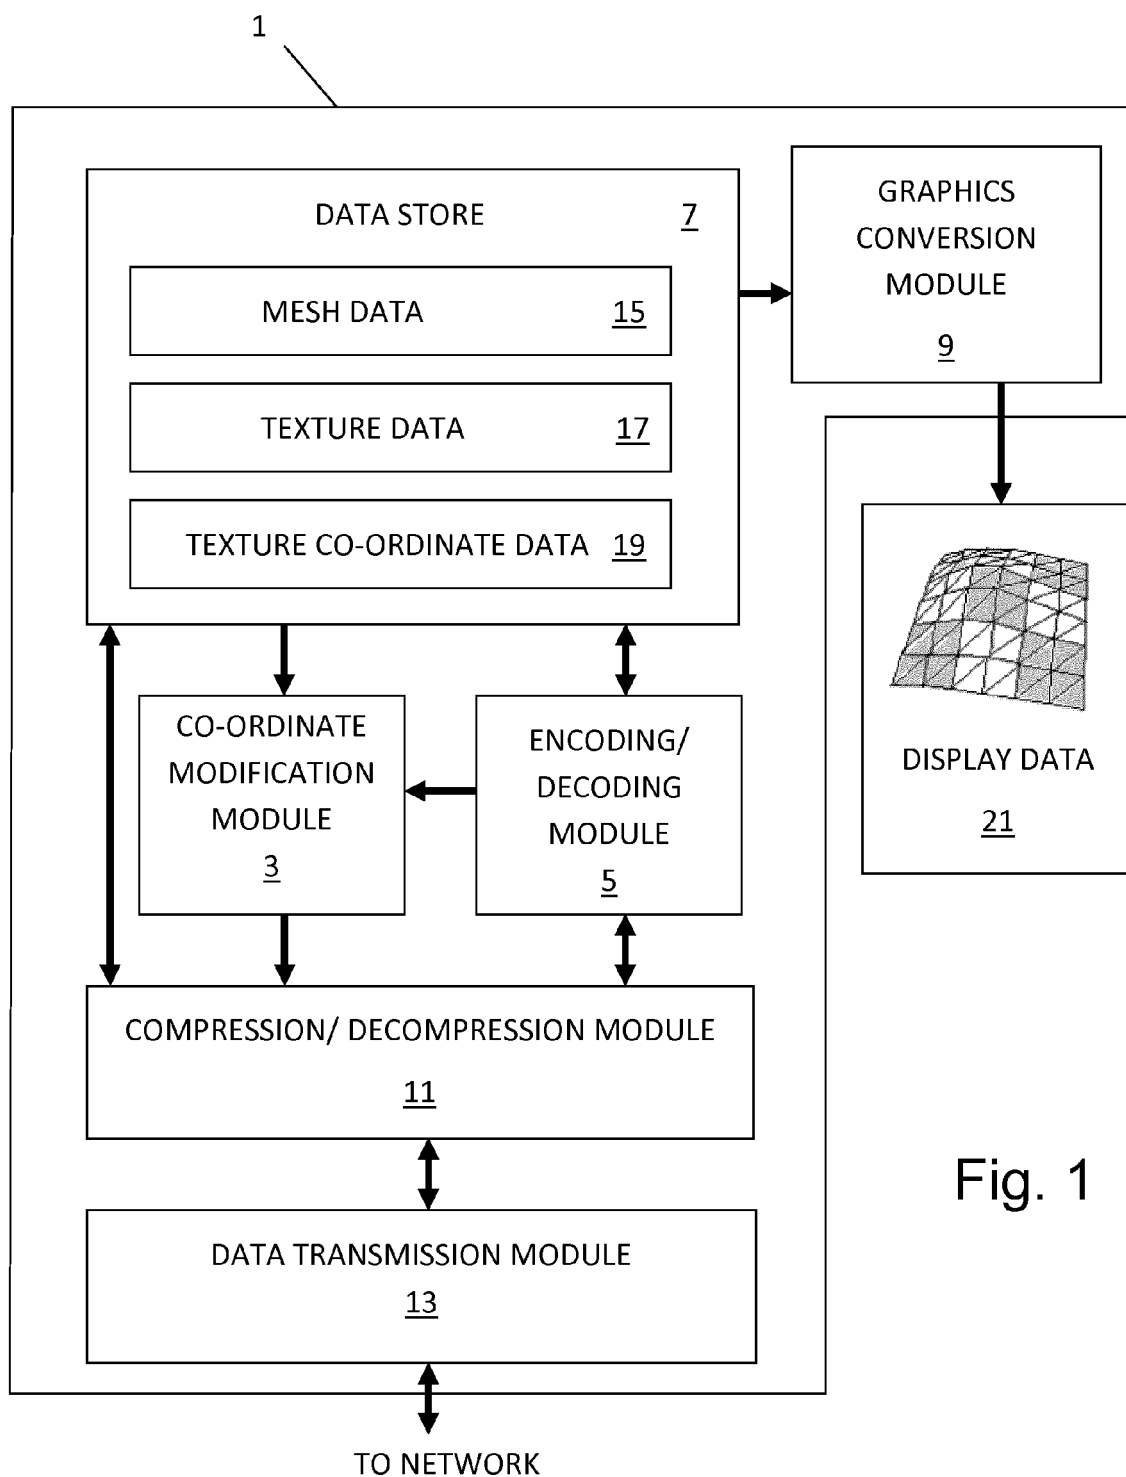 1
DATA STORE 7
MESH DATA 15
TEXTURE DATA 17
TEXTURE CO-ORDINATE DATA 19
GRAPHICS
CONVERSION
MODULE
9
CO-ORDINATE
MODIFICATION
MODULE
3
ENCODING/
DECODING
MODULE
5
DISPLAY DATA
21
COMPRESSION/ DECOMPRESSION MODULE
11
DATA TRANSMISSION MODULE
13
TO NETWORK
Fig. 1